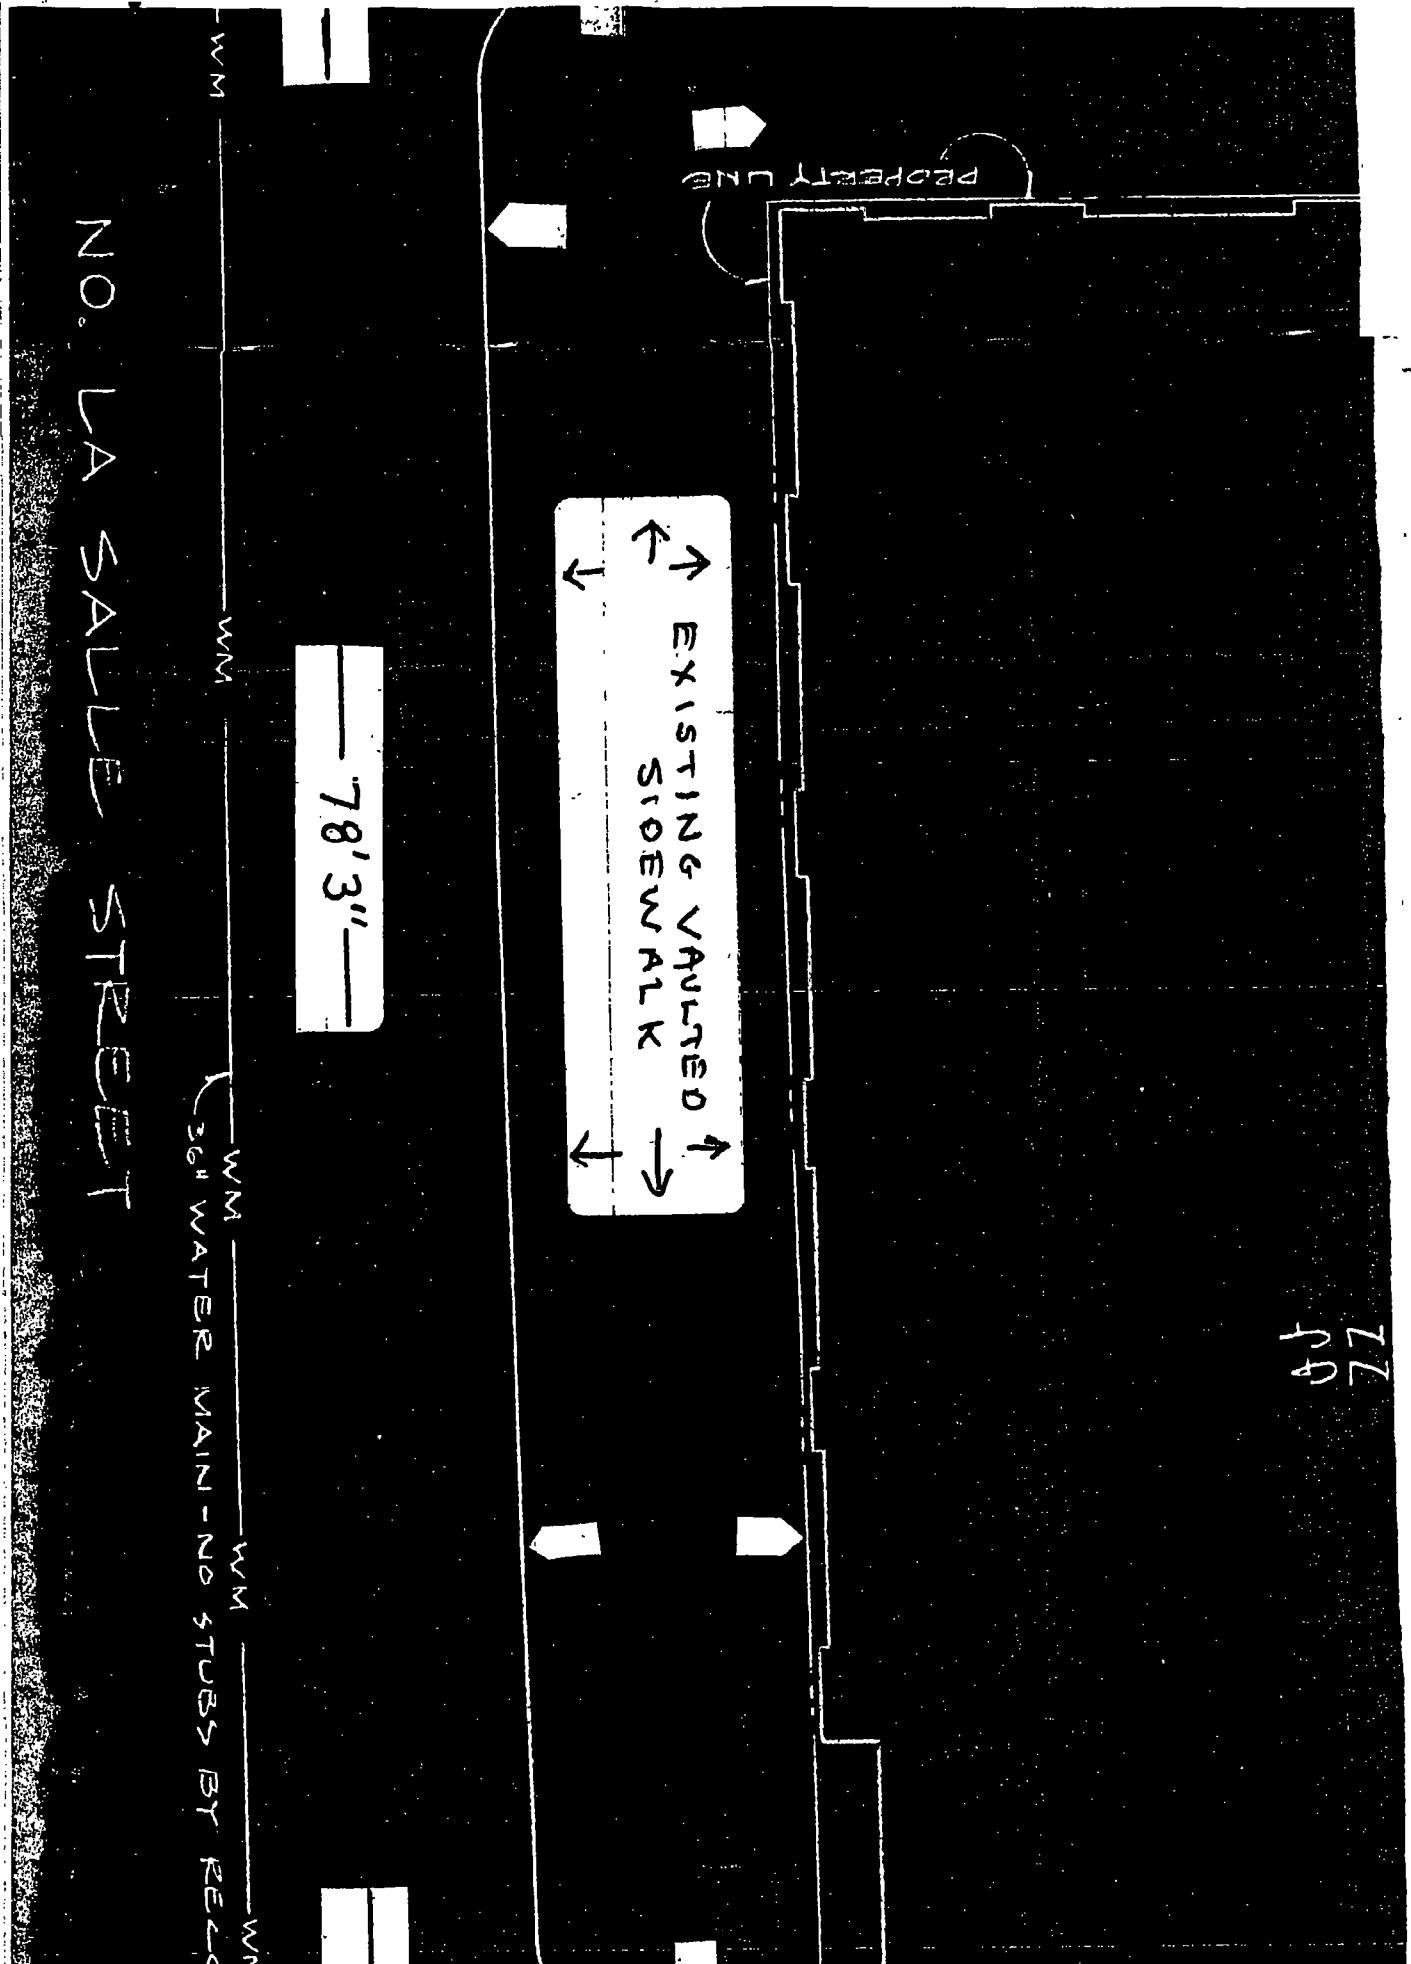 PROPERTY LINE
EXISTING VAULTED
SIDEWALK
78' 3"
WM
WM
WM
WM
36" WATER MAIN - NO STUBS BY
NO. LA SALLE STREET